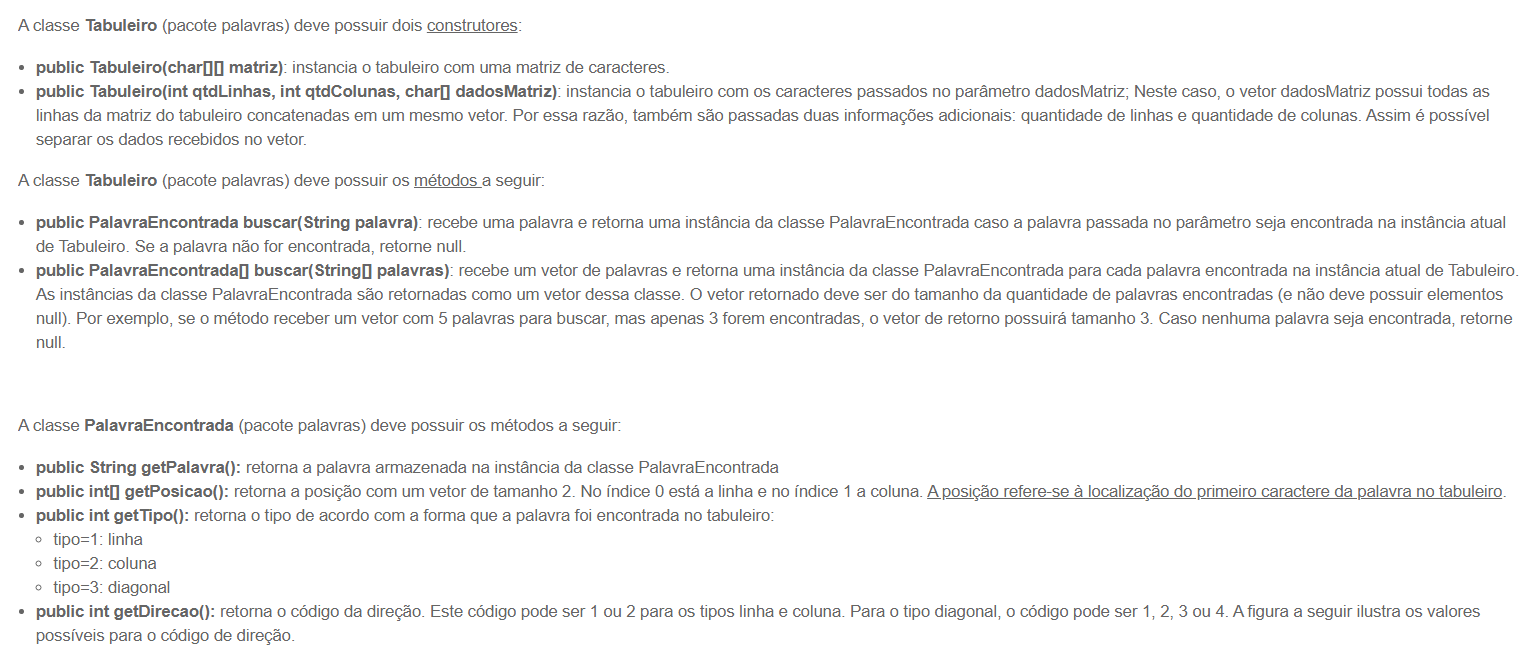 A classe Tabuleiro (pacote palavras) deve possuir dois construtores:
• public Tabuleiro(char[][] matriz): instancia o tabuleiro com uma matriz de caracteres.
• public Tabuleiro(int qtdLinhas, int qtdColunas, char[] dadosMatriz): instancia o tabuleiro com os caracteres passados no parâmetro dadosMatriz; Neste caso, o vetor dadosMatriz possui todas as
linhas da matriz do tabuleiro concatenadas em um mesmo vetor. Por essa razão, também são passadas duas informações adicionais: quantidade de linhas e quantidade de colunas. Assim é possível
separar os dados recebidos no vetor.
A classe Tabuleiro (pacote palavras) deve possuir os métodos a seguir:
• public PalavraEncontrada buscar(String palavra): recebe uma palavra e retorna uma instância da classe PalavraEncontrada caso a palavra passada no parâmetro seja encontrada na instância atual
de Tabuleiro. Se a palavra não for encontrada, retorne null.
• public PalavraEncontrada[] buscar(String[] palavras): recebe um vetor de palavras e retorna uma instância da classe PalavraEncontrada para cada palavra encontrada na instância atual de Tabuleiro.
As instâncias da classe PalavraEncontrada são retornadas como um vetor dessa classe. O vetor retornado deve ser do tamanho da quantidade de palavras encontradas (e não deve possuir elementos
null). Por exemplo, se o método receber um vetor com 5 palavras para buscar, mas apenas 3 forem encontradas, o vetor de retorno possuirá tamanho 3. Caso nenhuma palavra seja encontrada, retorne
null.
A classe PalavraEncontrada (pacote palavras) deve possuir os métodos a seguir:
• public String getPalavra(): retorna a palavra armazenada na instância da classe PalavraEncontrada
• public int[] getPosicao(): retorna a posição com um vetor de tamanho 2. No índice 0 está a linha e no índice 1 a coluna. A posição refere-se à localização do primeiro caractere da palavra no tabuleiro.
• public int getTipo(): retorna o tipo de acordo com a forma que a palavra foi encontrada no tabuleiro:
◦ tipo=1: linha
◦ tipo=2: coluna
◦ tipo=3: diagonal
• public int getDirecao(): retorna o código da direção. Este código pode ser 1 ou 2 para os tipos linha e coluna. Para o tipo diagonal, o código pode ser 1, 2, 3 ou 4. A figura a seguir ilustra os valores
possíveis para o código de direção.